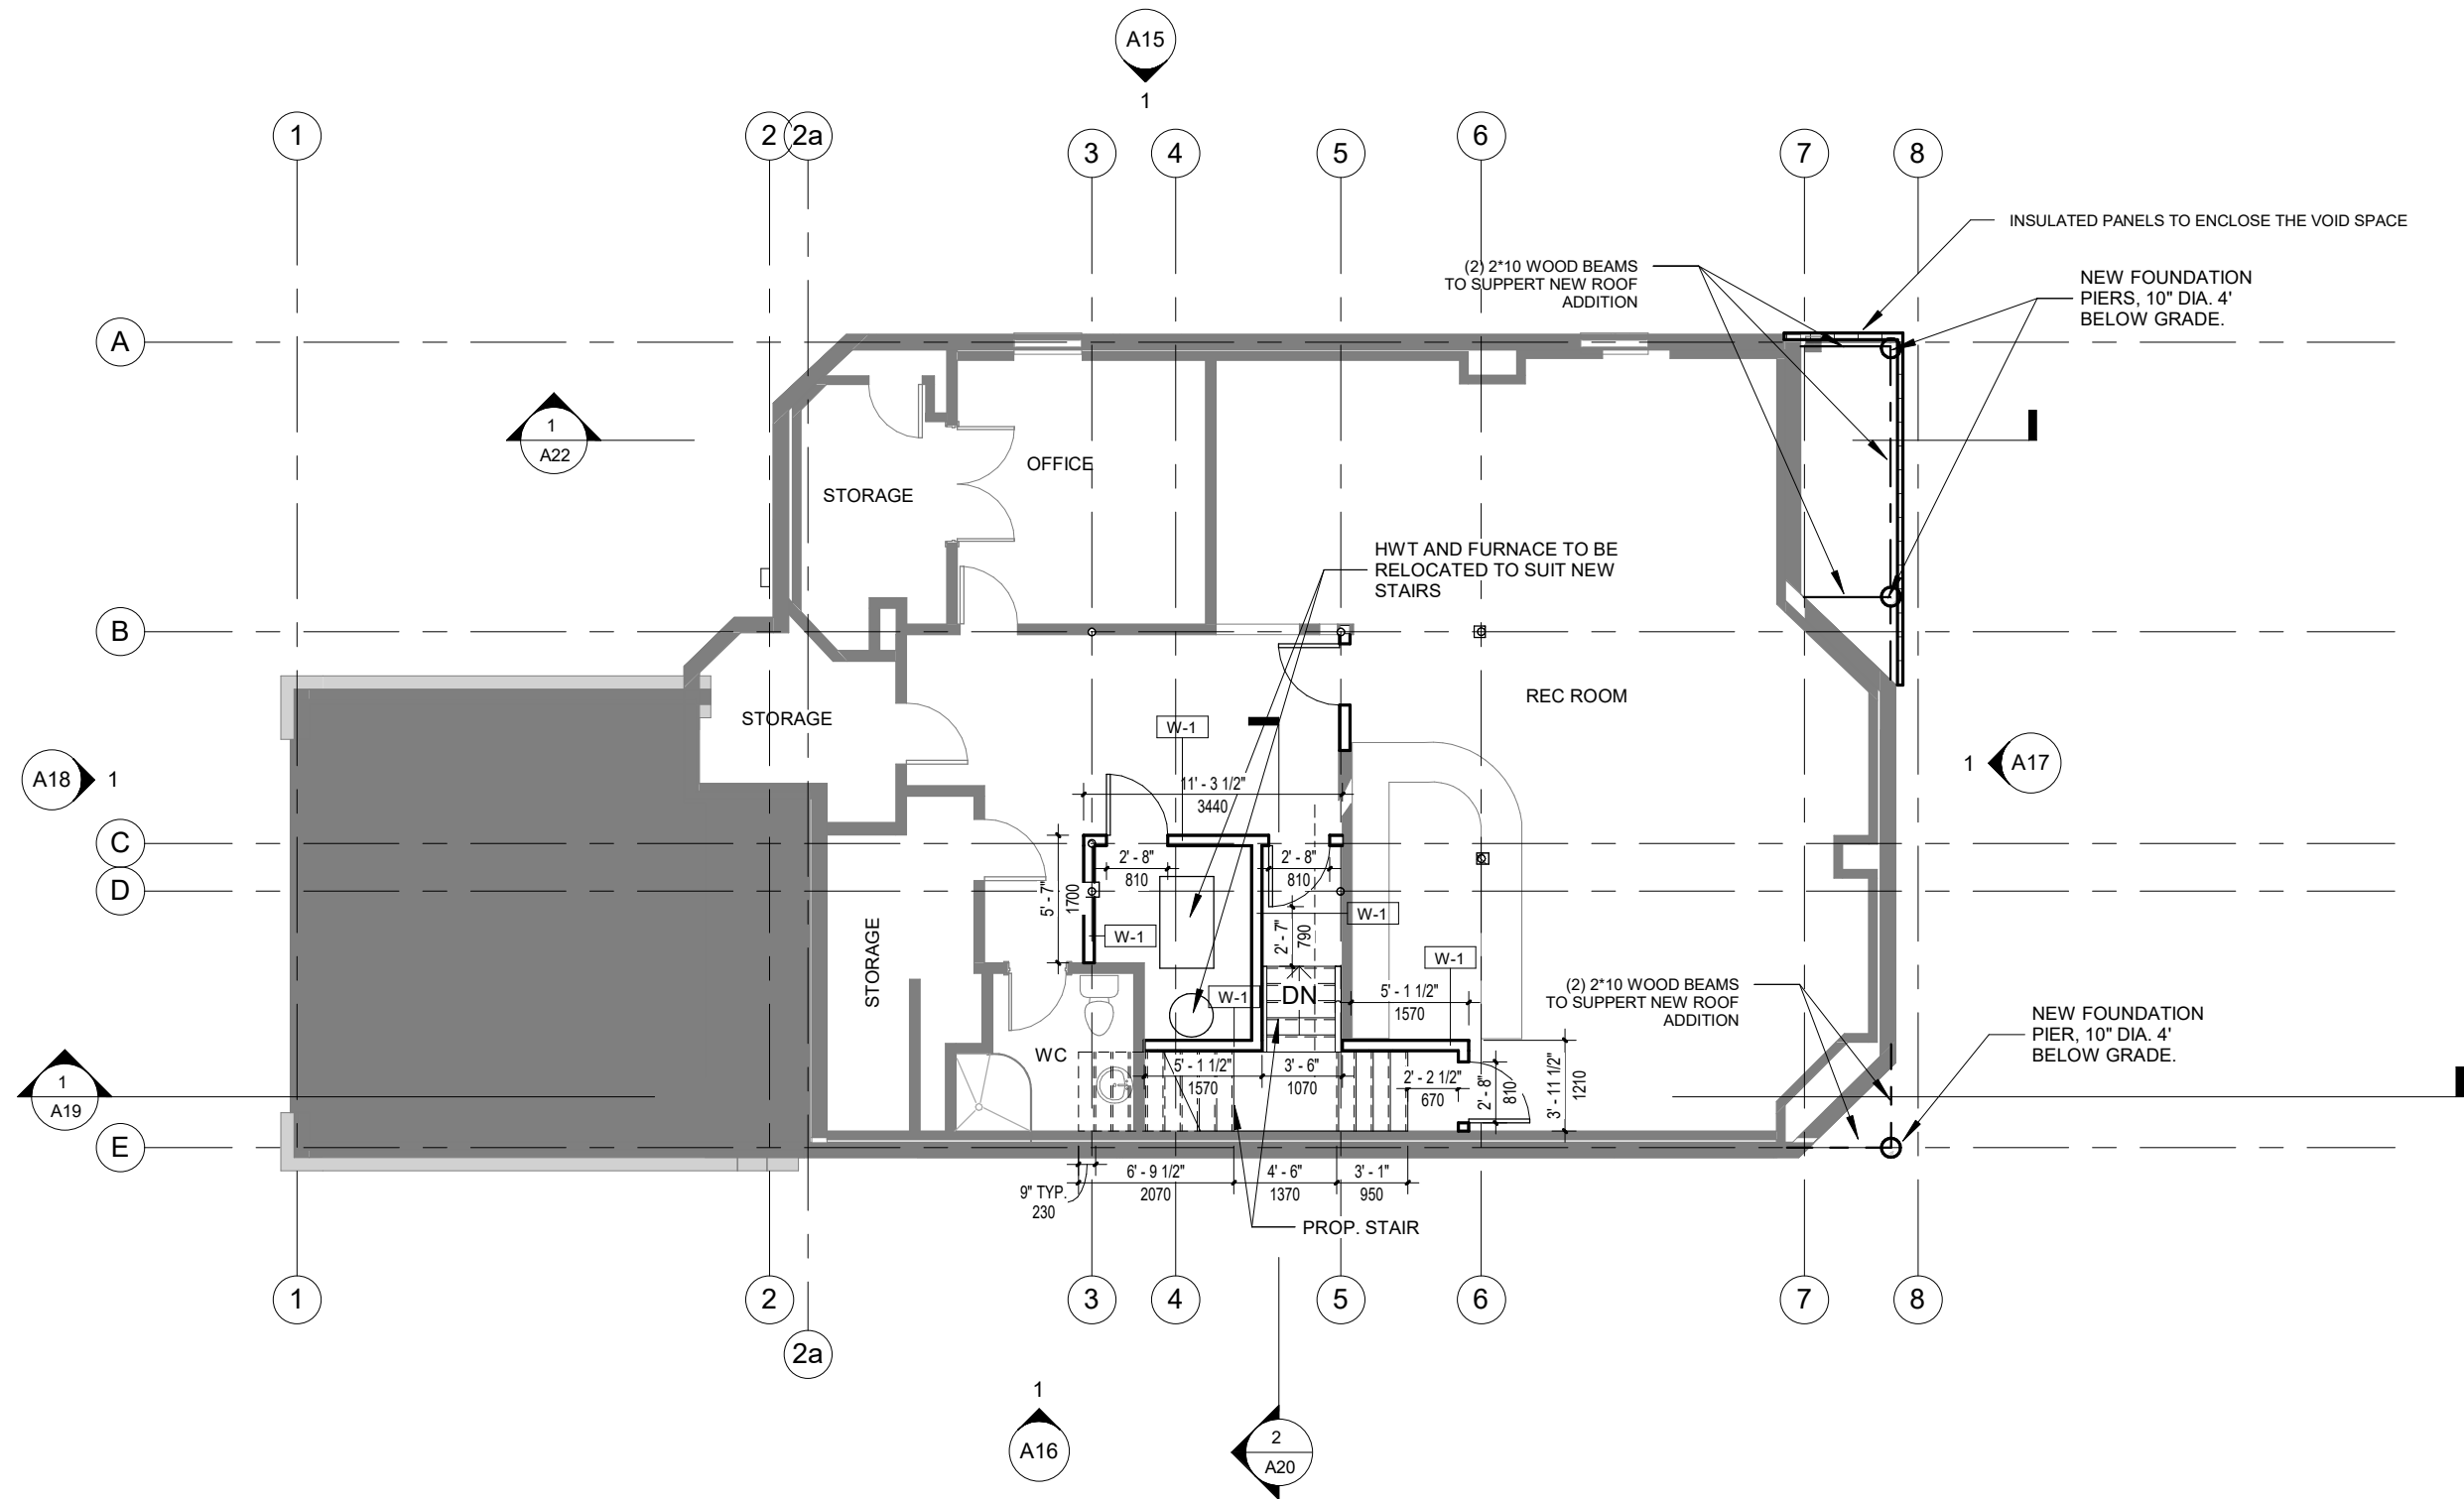 A15
1
1
2
2a
3
4
5
6
7
8
INSULATED PANELS TO ENCLOSE THE VOID SPACE
(2) 2*10 WOOD BEAMS
TO SUPPERT NEW ROOF
ADDITION
NEW FOUNDATION
PIERS, 10" DIA. 4'
BELOW GRADE.
A
1
A22
OFFICE
STORAGE
HWT AND FURNACE TO BE
RELOCATED TO SUIT NEW
STAIRS
B
REC ROOM
STORAGE
W-1
A18
1
1
A17
11' - 3 1/2"
3440
C
2' - 8"
810
2' - 8"
810
D
5' - 7"
1700
W-1
W-1
2' - 7"
790
W-1
STORAGE
W-1
DN
5' - 1 1/2"
1570
(2) 2*10 WOOD BEAMS
TO SUPPERT NEW ROOF
ADDITION
NEW FOUNDATION
PIER, 10" DIA. 4'
BELOW GRADE.
WC
5' - 1 1/2"
1570
3' - 6"
1070
2' - 2 1/2"
670
2' - 8"
810
3' - 11 1/2"
1210
1
A19
E
9" TYP.
230
6' - 9 1/2"
2070
4' - 6"
1370
3' - 1"
950
PROP. STAIR
1
2
3
4
5
6
7
8
2a
1
A16
2
A20